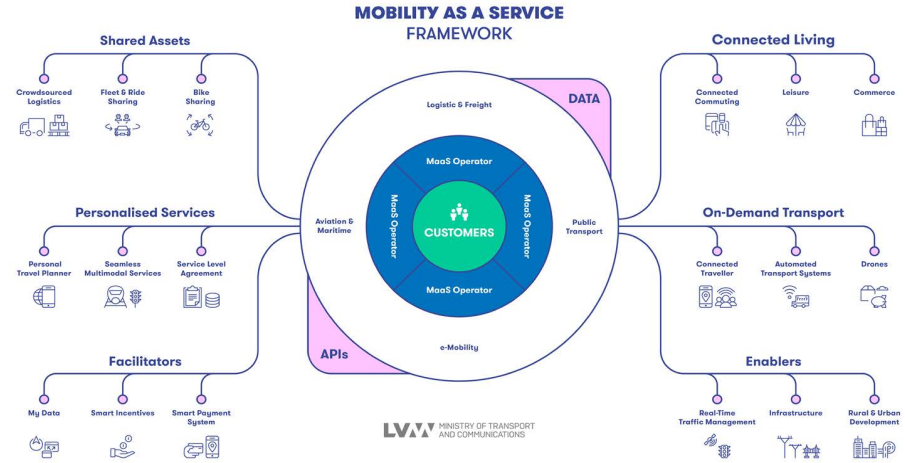 MOBILITY AS A SERVICE
FRAMEWORK
Shared Assets
Crowdsourced
Logistics
Fleet & Ride
Sharing
Bike
Sharing
Personalised Services
Personal
Travel Planner
Seamless
Multimodal Services
Service Level
Agreement
Facilitators
My Data
Smart Incentives
Smart Payment
System
DATA
Logistic & Freight
Aviation &
Maritime
Public
Transport
e-Mobility
APIs
MaaS Operator
MaaS Operator
MaaS Operator
MaaS Operator
CUSTOMERS
Connected Living
Connected
Commuting
Leisure
Commerce
On-Demand Transport
Connected
Traveller
Automated
Transport Systems
Drones
Enablers
Real-Time
Traffic Management
Infrastructure
Rural & Urban
Development
P
LVM MINISTRY OF TRANSPORT
AND COMMUNICATIONS